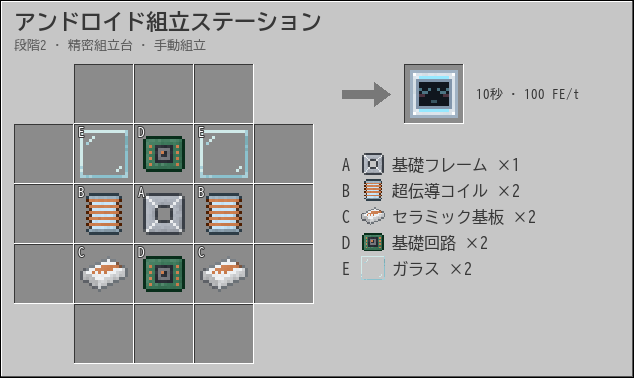 アンドロイド組立ステーション
段階2 · 精密組立台 · 手動組立
E D E
B A B
C D C
10秒 · 100 FE/t
A 基礎フレーム ×1
B 超伝導コイル ×2
C セラミック基板 ×2
D 基礎回路 ×2
E ガラス ×2